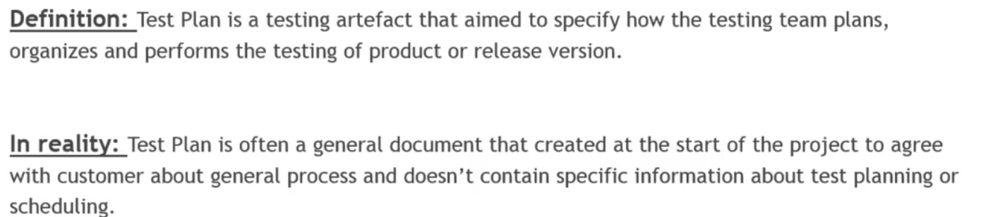 Definition: Test Plan is a testing artefact that aimed to specify how the testing team plans,
organizes and performs the testing of product or release version.
In reality: Test Plan is often a general document that created at the start of the project to agree
with customer about general process and doesn’t contain specific information about test planning or
scheduling.